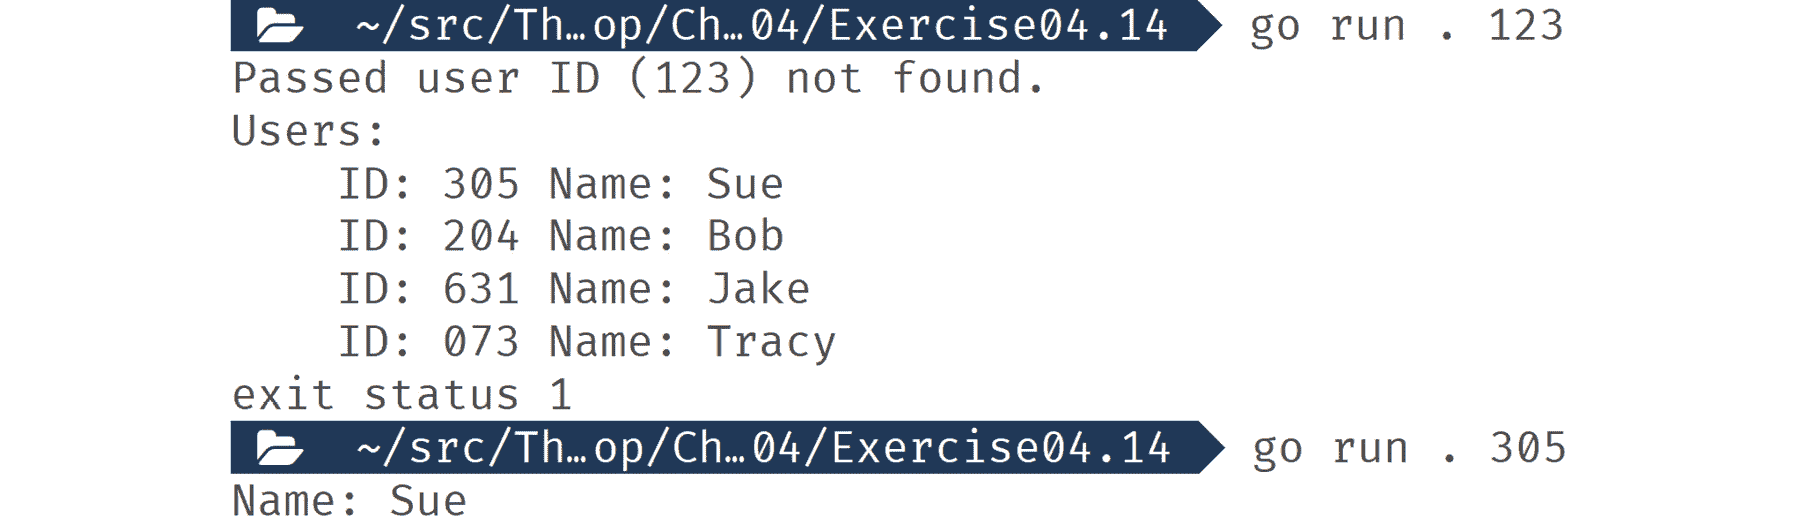 ~/src/Th…op/Ch…04/Exercise04.14 go run . 123
Passed user ID (123) not found.
Users:
    ID: 305 Name: Sue
    ID: 204 Name: Bob
    ID: 631 Name: Jake
    ID: 073 Name: Tracy
exit status 1
~/src/Th…op/Ch…04/Exercise04.14 go run . 305
Name: Sue